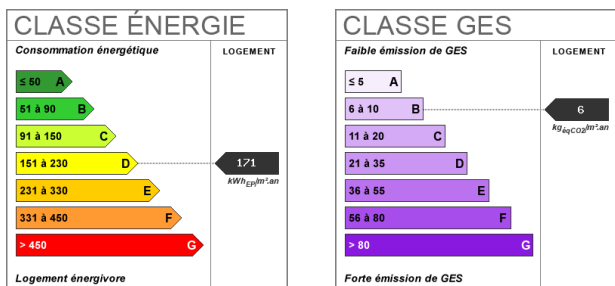 CLASSE ÉNERGIE
Consommation énergétique
LOGEMENT
≤ 50 A
51 à 90 B
91 à 150 C
151 à 230 D
171
kWhEP/m².an
231 à 330 E
331 à 450 F
> 450 G
Logement énergivore
CLASSE GES
Faible émission de GES
LOGEMENT
≤ 5 A
6 à 10 B
6
kgéqCO2/m².an
11 à 20 C
21 à 35 D
36 à 55 E
56 à 80 F
> 80 G
Forte émission de GES